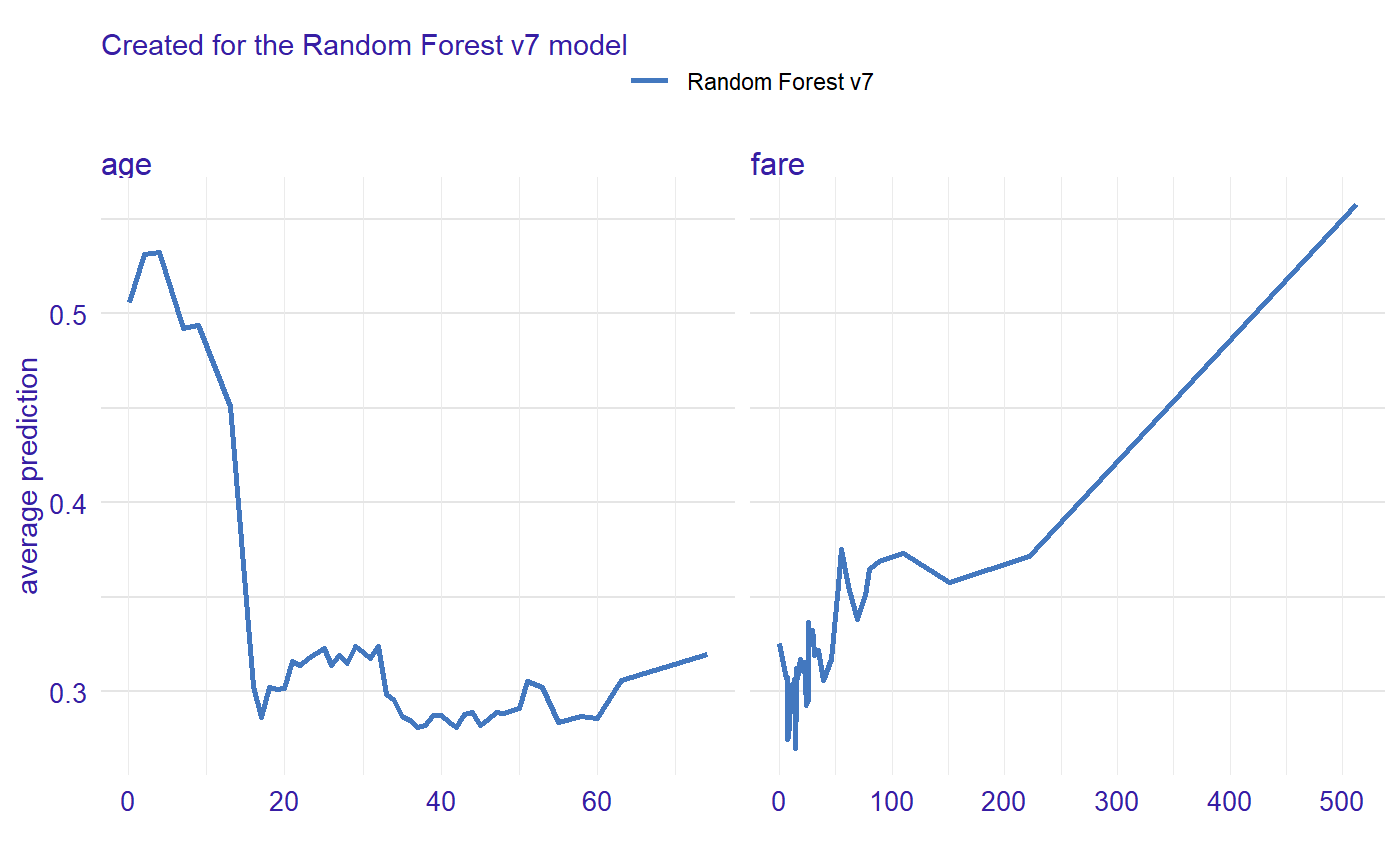 Created for the Random Forest v7 model
Random Forest v7
age
fare
average prediction
0.5
0.4
0.3
0 20 40 60
0 100 200 300 400 500